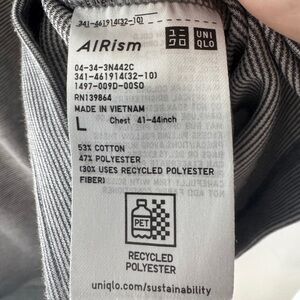 341-461914(32-10)
AIRism
ユニ UNI
クロ QLO
04-34-3N442C
341-461914(32-10)
1497-009D-00SO
RN139864
MADE IN VIETNAM
L Chest 41-44inch
53% COTTON
47% POLYESTER
(30% USES RECYCLED POLYESTER
FIBER)
PET
RECYCLED
POLYESTER
uniqlo.com/sustainability